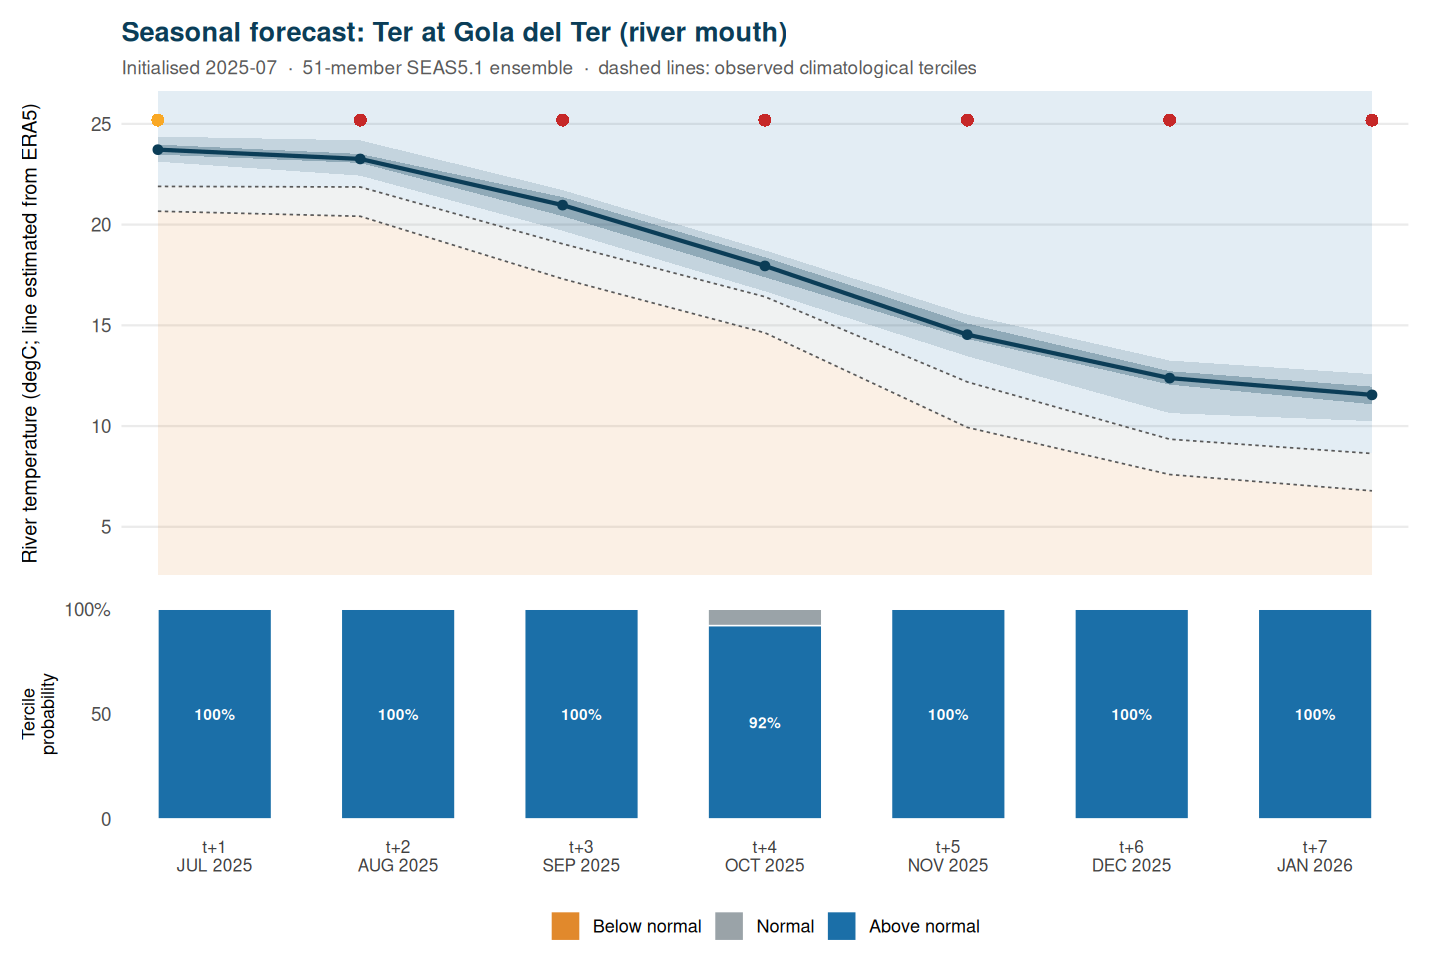 Seasonal forecast: Ter at Gola del Ter (river mouth)
Initialised 2025-07 · 51-member SEAS5.1 ensemble · dashed lines: observed climatological terciles
River temperature (degC; line estimated from ERA5)
25
20
15
10
5
Tercile
probability
100%
50
0
100%
100%
100%
92%
100%
100%
100%
t+1
JUL 2025
t+2
AUG 2025
t+3
SEP 2025
t+4
OCT 2025
t+5
NOV 2025
t+6
DEC 2025
t+7
JAN 2026
Below normal
Normal
Above normal